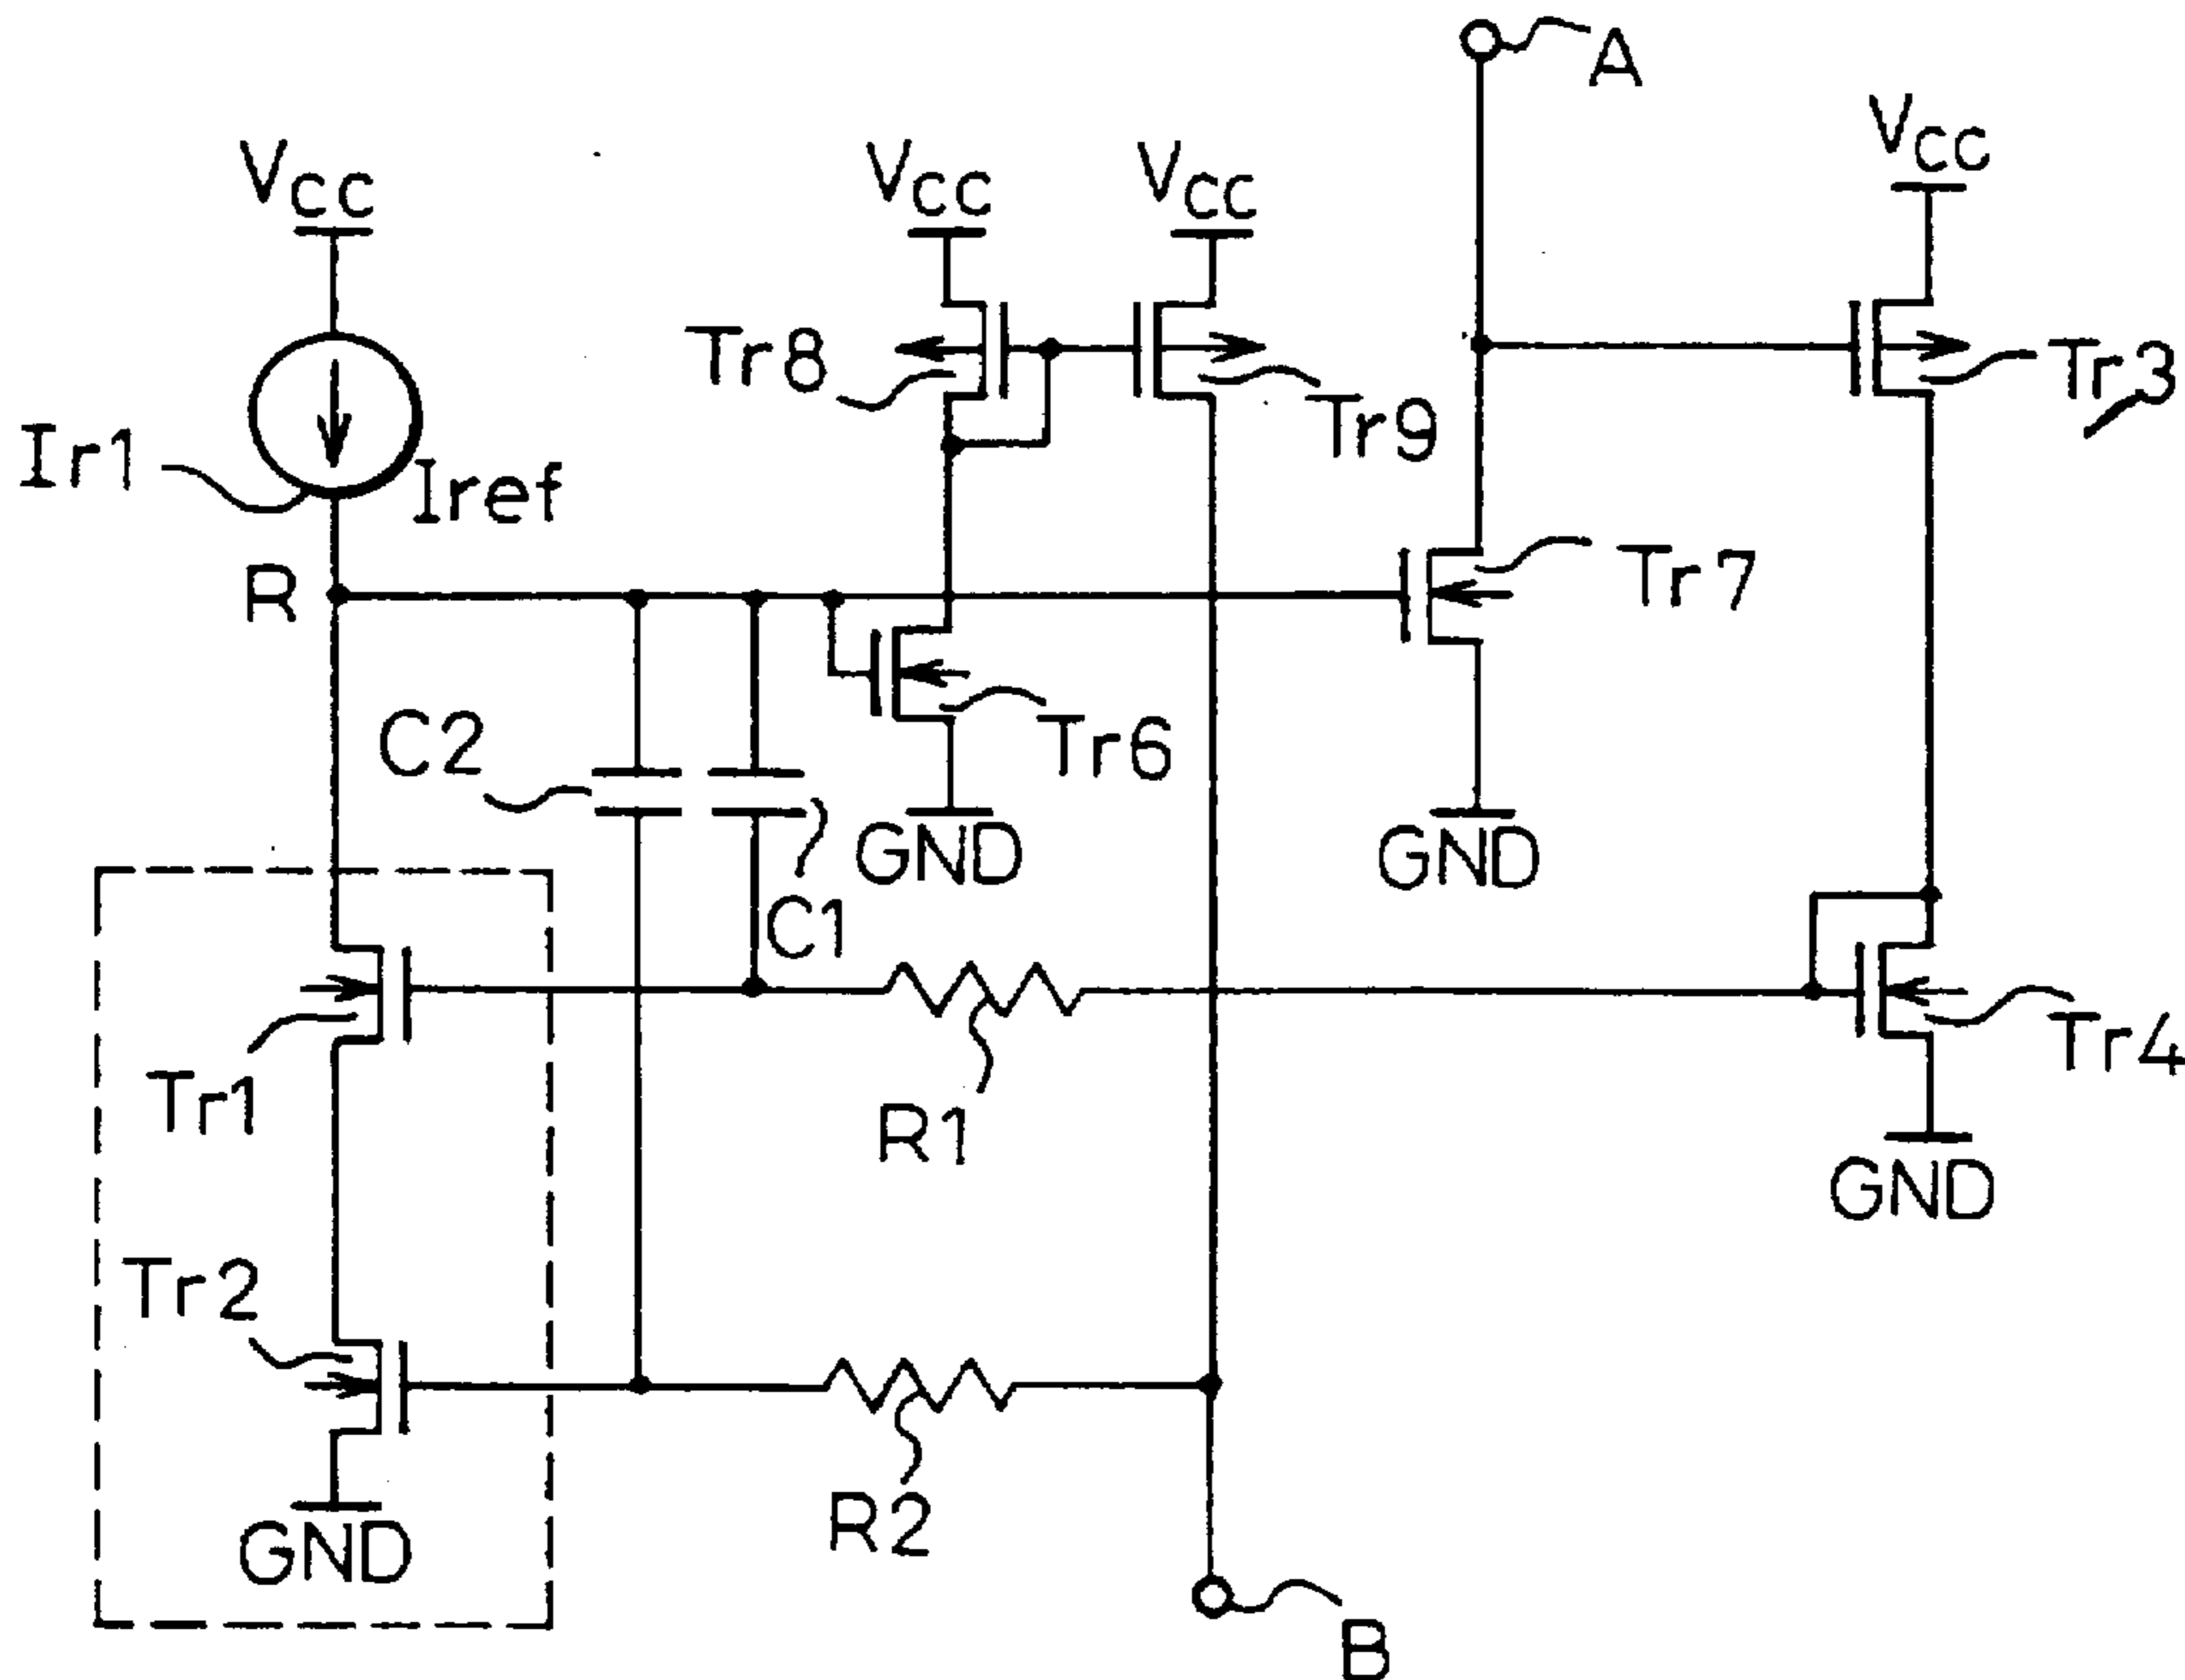 A
Vcc
Vcc
Vcc
Vcc
Tr8
Tr9
Tr3
Ir1
Iref
R
Tr7
C2
Tr6
GND
GND
C1
Tr1
R1
Tr4
GND
Tr2
R2
GND
B